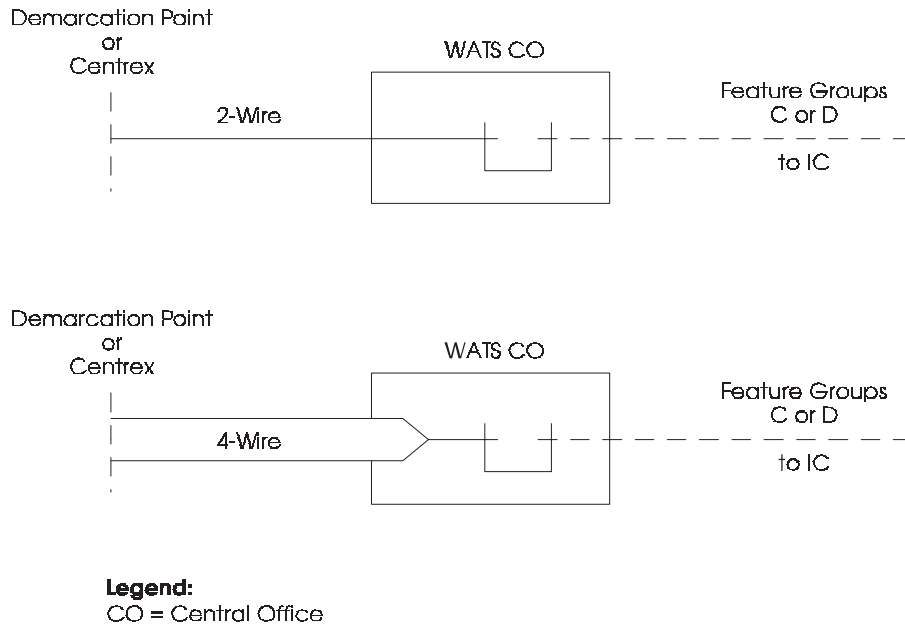 Demarcation Point
or
Centrex
WATS CO
2-Wire
Feature Groups
C or D
to IC
Demarcation Point
or
Centrex
WATS CO
4-Wire
Feature Groups
C or D
to IC
Legend:
CO = Central Office